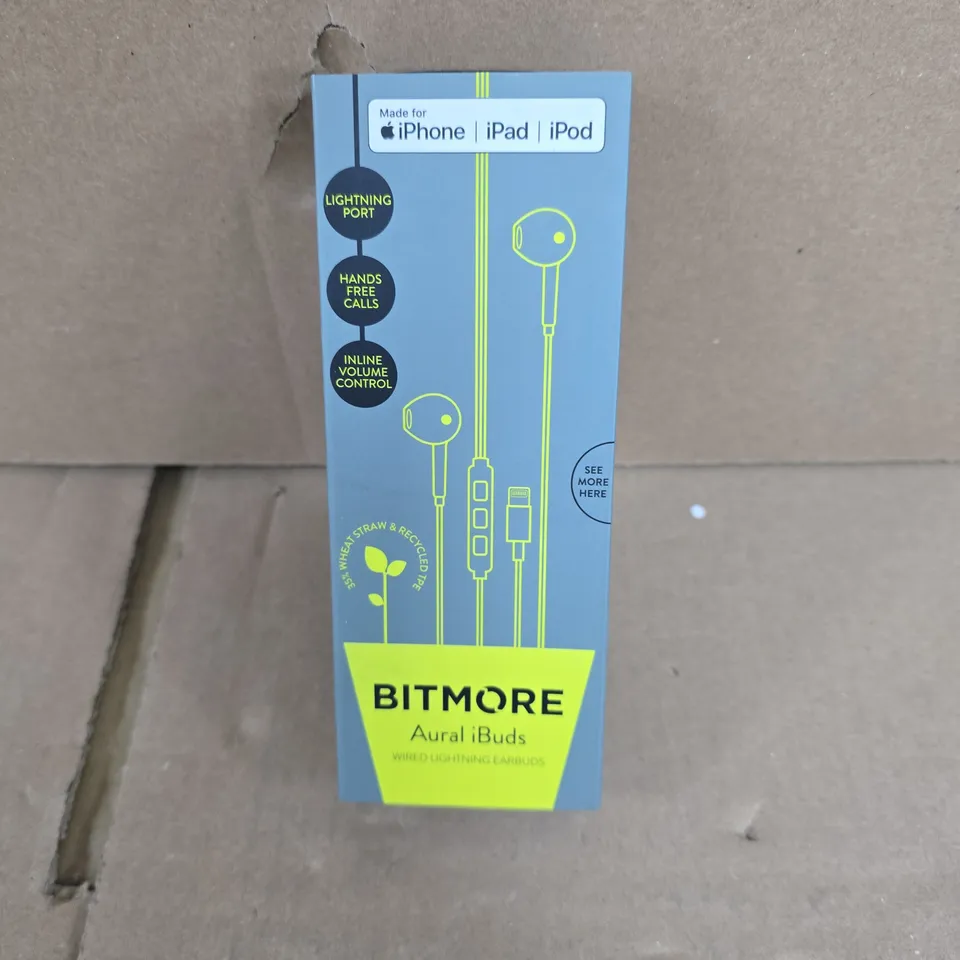 Made for
iPhone | iPad | iPod
LIGHTNING
PORT
HANDS
FREE
CALLS
INLINE
VOLUME
CONTROL
SEE
MORE
HERE
35% WHEAT STRAW & RECYCLED TPE
BITMORE
Aural iBuds
WIRED LIGHTNING EARBUDS